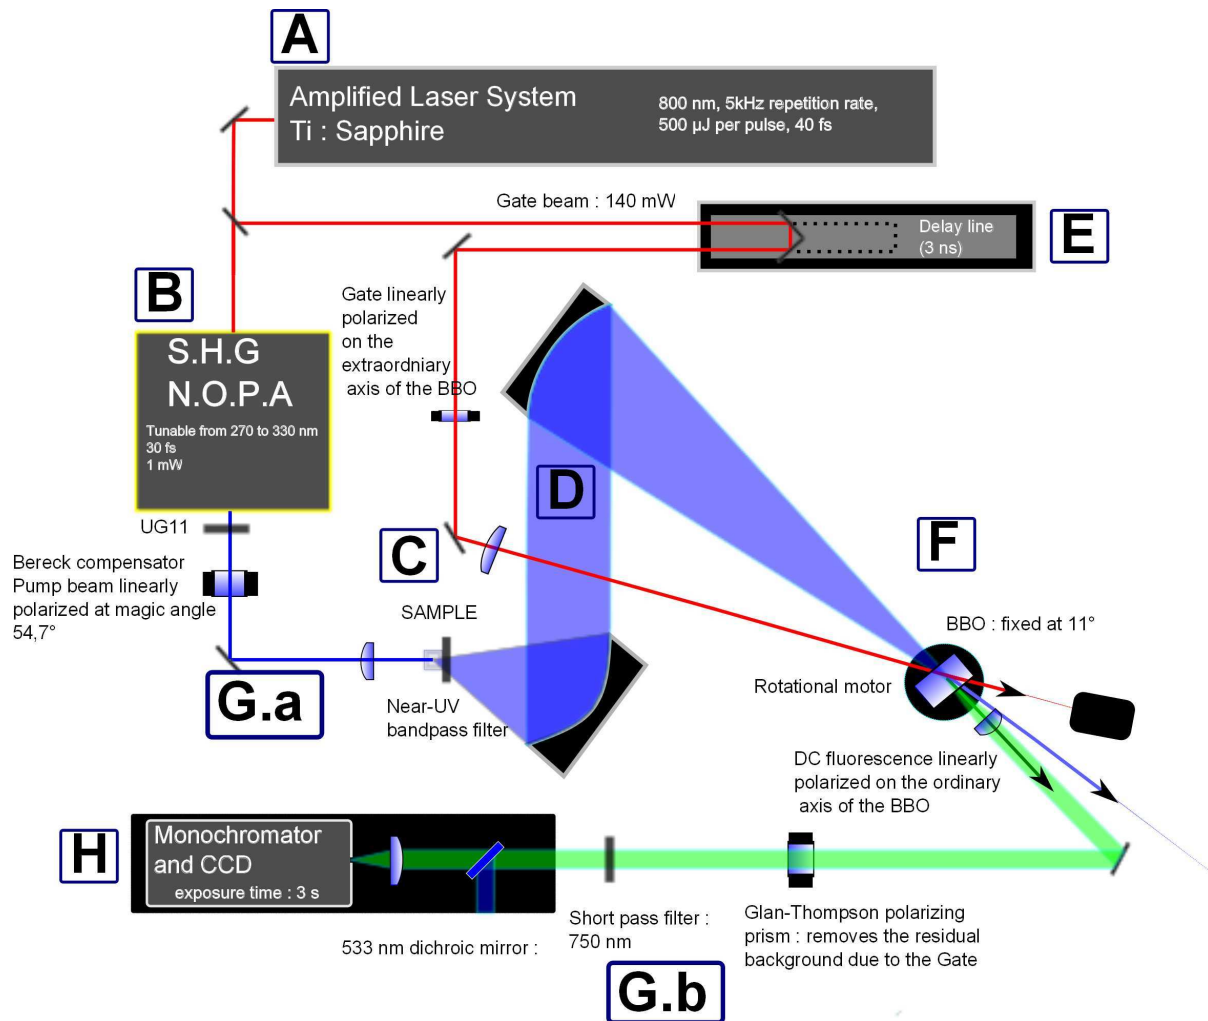 A
Amplified Laser System
Ti : Sapphire
800 nm, 5kHz repetition rate,
500 µJ per pulse, 40 fs
Gate beam : 140 mW
Delay line
(3 ns)
E
B
S.H.G
N.O.P.A
Tunable from 270 to 330 nm
30 fs
1 mW
Gate linearly
polarized
on the
extraordniary
axis of the BBO
D
UG11
C
F
Bereck compensator
Pump beam linearly
polarized at magic angle
54,7°
SAMPLE
BBO : fixed at 11°
G.a
Near-UV
bandpass filter
Rotational motor
DC fluorescence linearly
polarized on the ordinary
axis of the BBO
H
Monochromator
and CCD
exposure time : 3 s
533 nm dichroic mirror :
Short pass filter :
750 nm
Glan-Thompson polarizing
prism : removes the residual
background due to the Gate
G.b